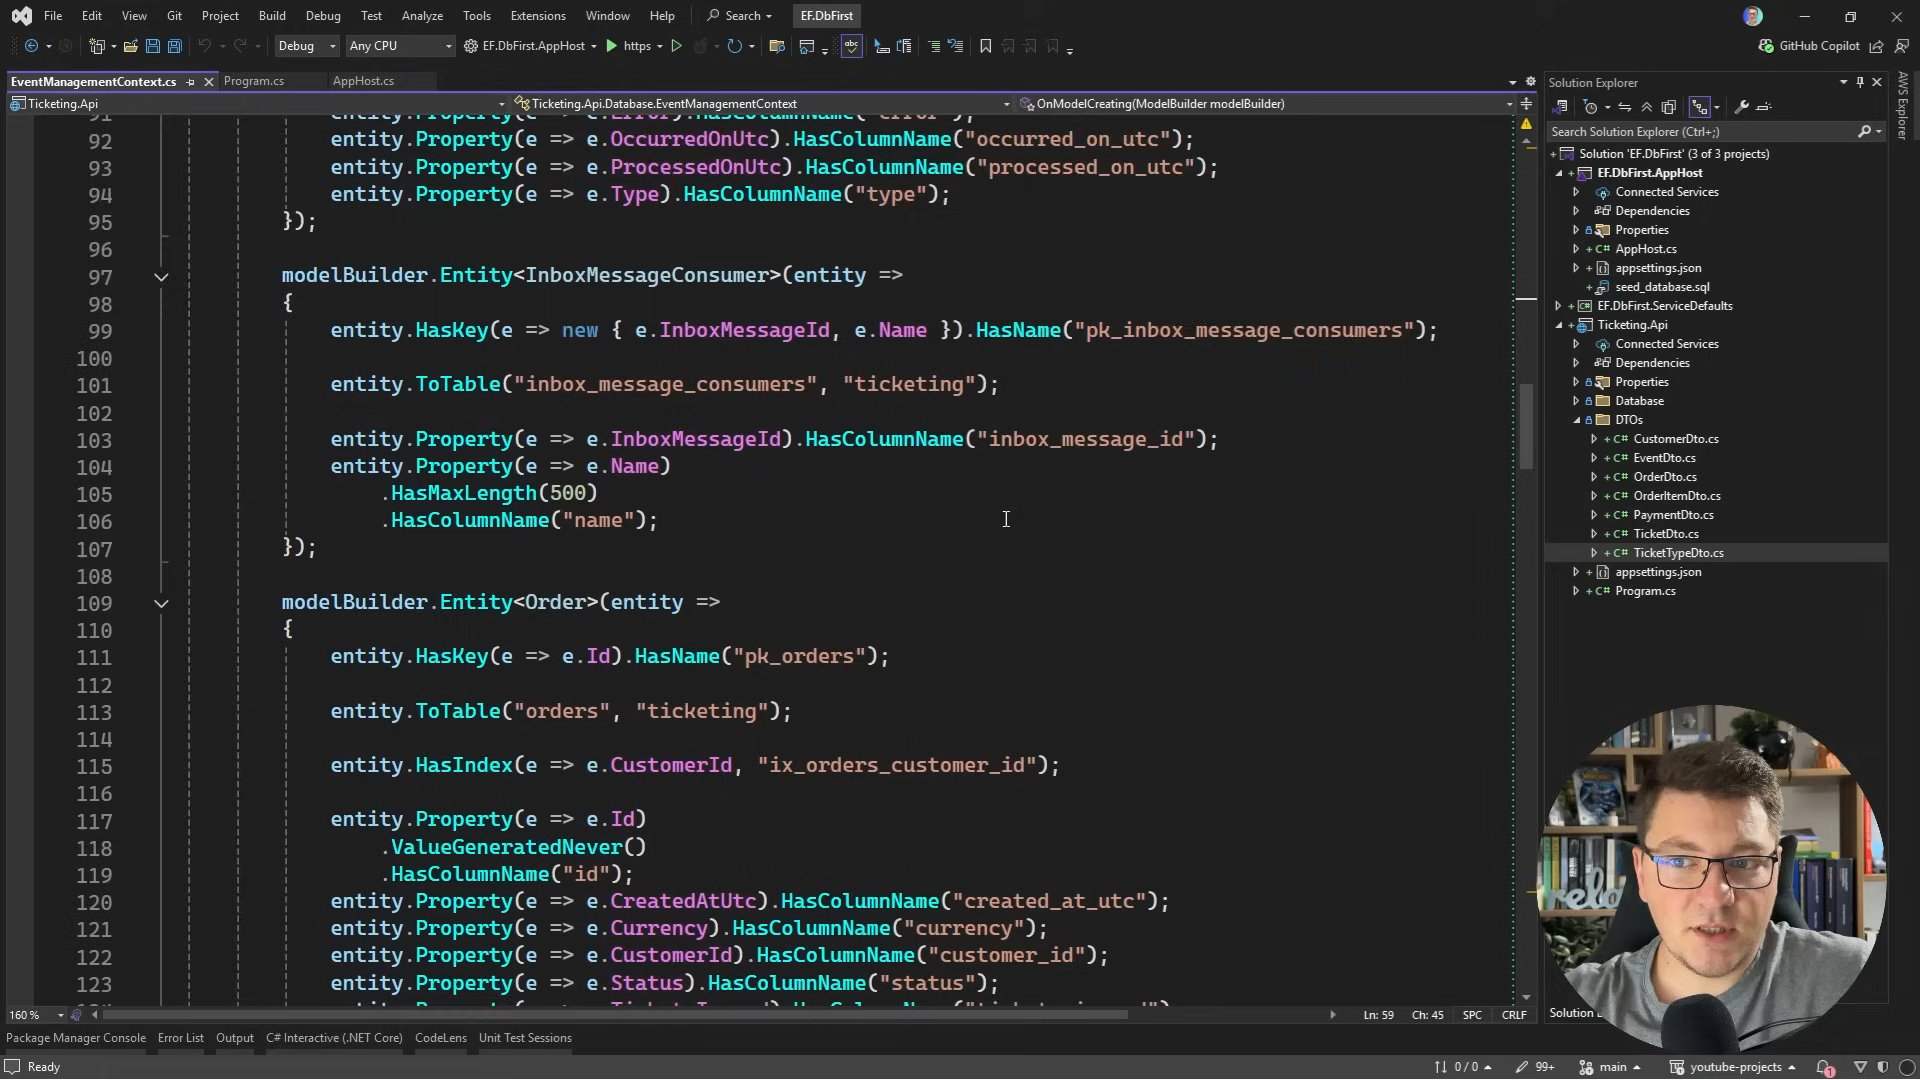 File Edit View Git Project Build Debug Test Analyze Tools Extensions Window Help Search EF.DbFirst
Debug Any CPU EF.DbFirst.AppHost https GitHub Copilot
EventManagementContext.cs Program.cs AppHost.cs
Ticketing.Api Ticketing.Api.Database.EventManagementContext OnModelCreating(ModelBuilder modelBuilder)
91 entity.Property(e => e.Error).HasColumnName("error");
92 entity.Property(e => e.OccurredOnUtc).HasColumnName("occurred_on_utc");
93 entity.Property(e => e.ProcessedOnUtc).HasColumnName("processed_on_utc");
94 entity.Property(e => e.Type).HasColumnName("type");
95 });
96
97 modelBuilder.Entity<InboxMessageConsumer>(entity =>
98 {
99 entity.HasKey(e => new { e.InboxMessageId, e.Name }).HasName("pk_inbox_message_consumers");
100
101 entity.ToTable("inbox_message_consumers", "ticketing");
102
103 entity.Property(e => e.InboxMessageId).HasColumnName("inbox_message_id");
104 entity.Property(e => e.Name)
105 .HasMaxLength(500)
106 .HasColumnName("name");
107 });
108
109 modelBuilder.Entity<Order>(entity =>
110 {
111 entity.HasKey(e => e.Id).HasName("pk_orders");
112
113 entity.ToTable("orders", "ticketing");
114
115 entity.HasIndex(e => e.CustomerId, "ix_orders_customer_id");
116
117 entity.Property(e => e.Id)
118 .ValueGeneratedNever()
119 .HasColumnName("id");
120 entity.Property(e => e.CreatedAtUtc).HasColumnName("created_at_utc");
121 entity.Property(e => e.Currency).HasColumnName("currency");
122 entity.Property(e => e.CustomerId).HasColumnName("customer_id");
123 entity.Property(e => e.Status).HasColumnName("status");
160 % Ln: 59 Ch: 45 SPC CRLF
Package Manager Console Error List Output C# Interactive (.NET Core) CodeLens Unit Test Sessions
Ready 0 / 0 99+ main youtube-projects 1
Solution Explorer
Search Solution Explorer (Ctrl+;)
Solution 'EF.DbFirst' (3 of 3 projects)
EF.DbFirst.AppHost
Connected Services
Dependencies
Properties
C# AppHost.cs
appsettings.json
seed_database.sql
EF.DbFirst.ServiceDefaults
Ticketing.Api
Connected Services
Dependencies
Properties
Database
DTOs
C# CustomerDto.cs
C# EventDto.cs
C# OrderDto.cs
C# OrderItemDto.cs
C# PaymentDto.cs
C# TicketDto.cs
C# TicketTypeDto.cs
appsettings.json
C# Program.cs
AWS Explorer